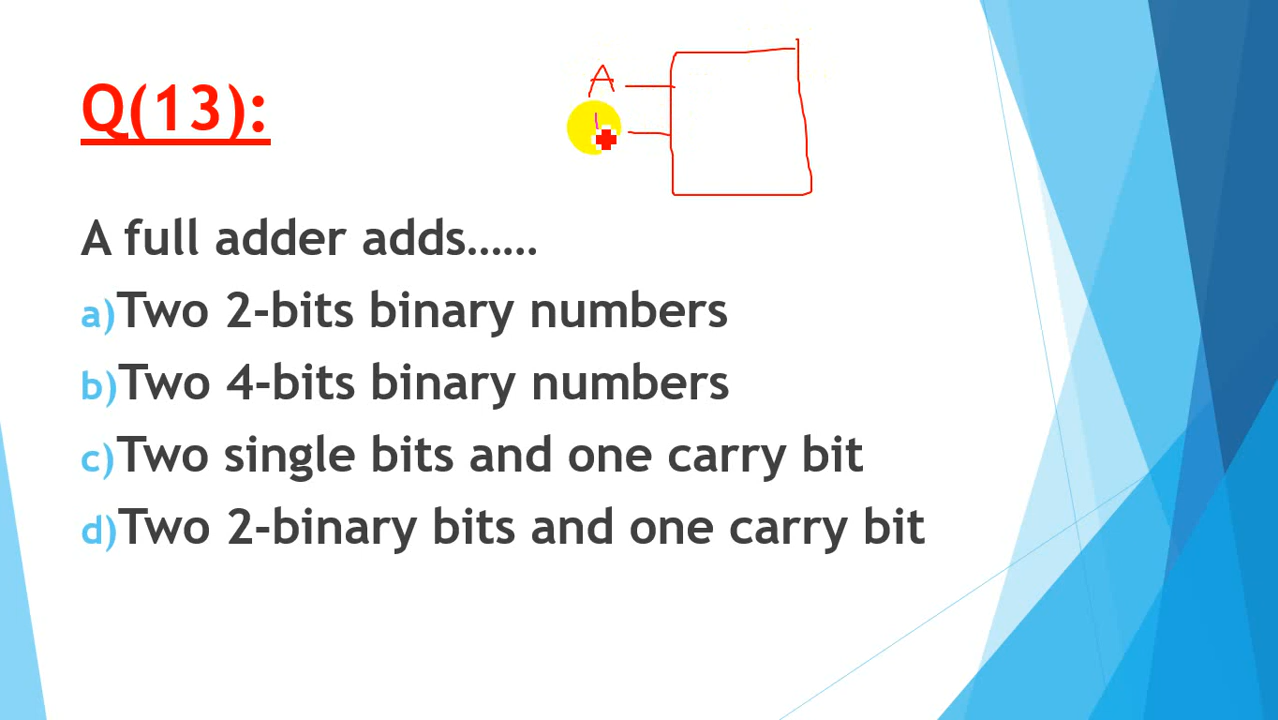 Q(13):
A
A full adder adds......
a)Two 2-bits binary numbers
b)Two 4-bits binary numbers
c)Two single bits and one carry bit
d)Two 2-binary bits and one carry bit